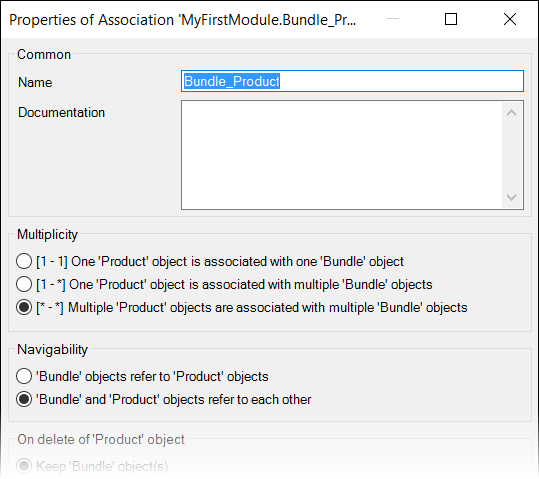 Properties of Association 'MyFirstModule.Bundle_Pr...
Common
Name
Bundle_Product
Documentation
Multiplicity
[1 - 1] One 'Product' object is associated with one 'Bundle' object
[1 - *] One 'Product' object is associated with multiple 'Bundle' objects
[* - *] Multiple 'Product' objects are associated with multiple 'Bundle' objects
Navigability
'Bundle' objects refer to 'Product' objects
'Bundle' and 'Product' objects refer to each other
On delete of 'Product' object
Keep 'Bundle' object(s)